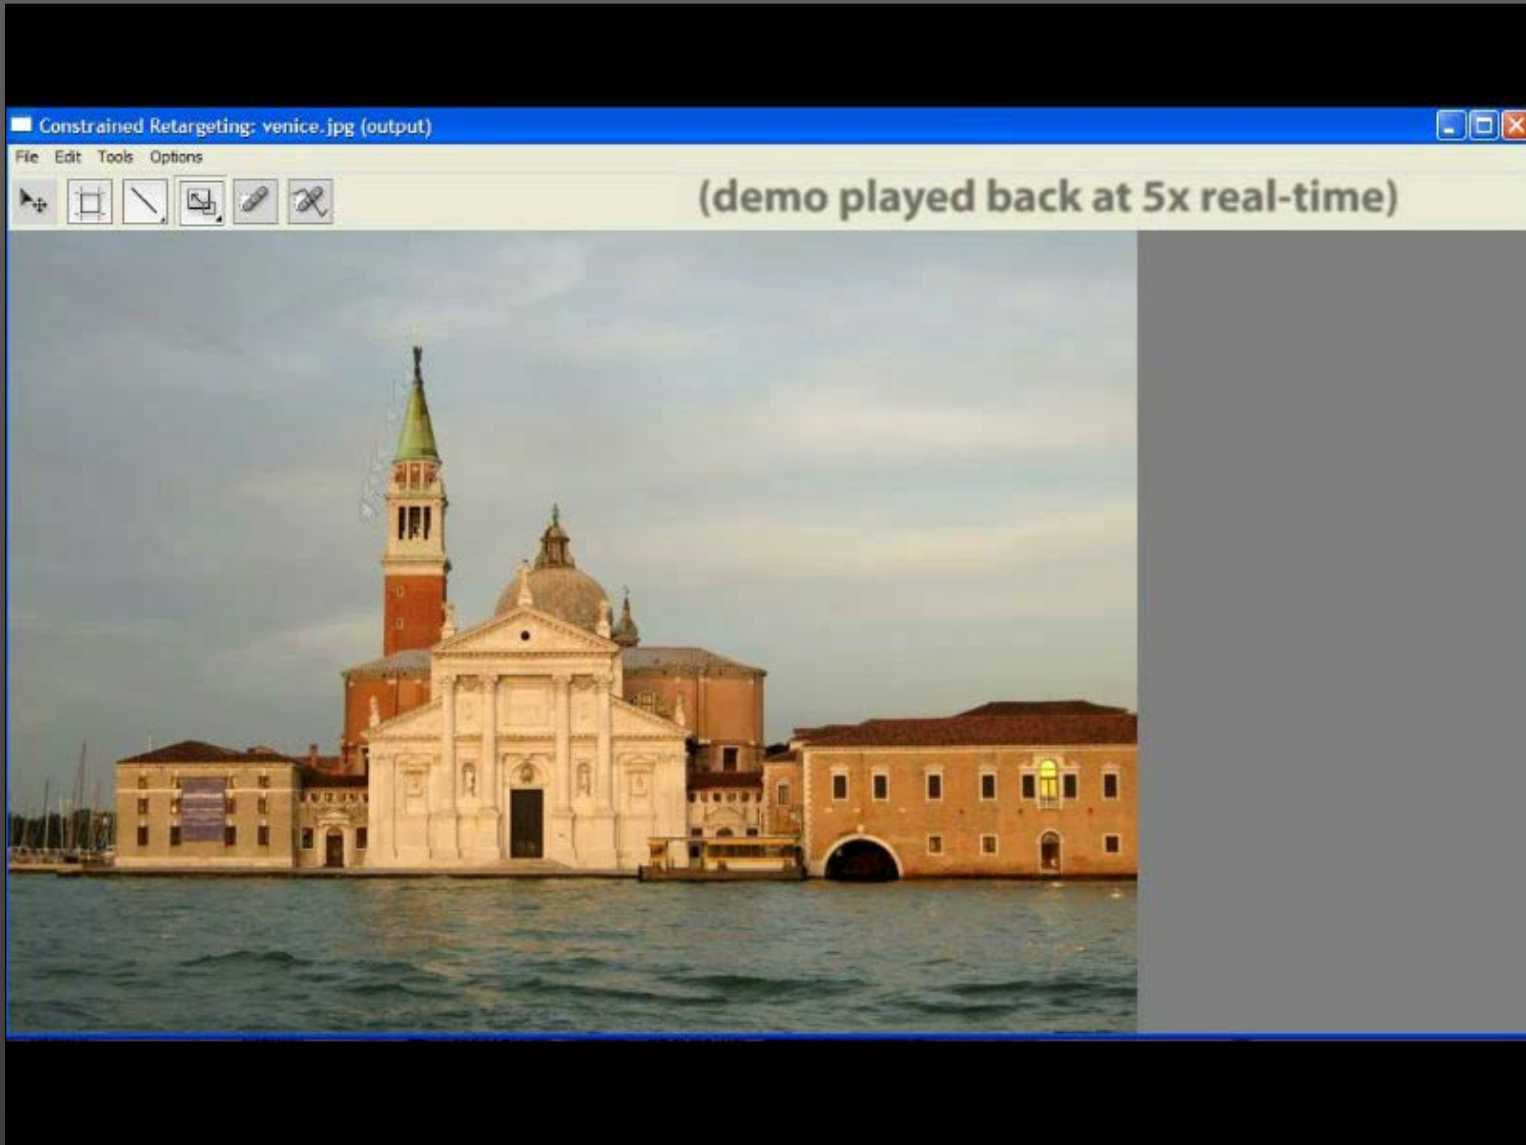 Constrained Retargeting: venice.jpg (output)
File Edit Tools Options
(demo played back at 5x real-time)